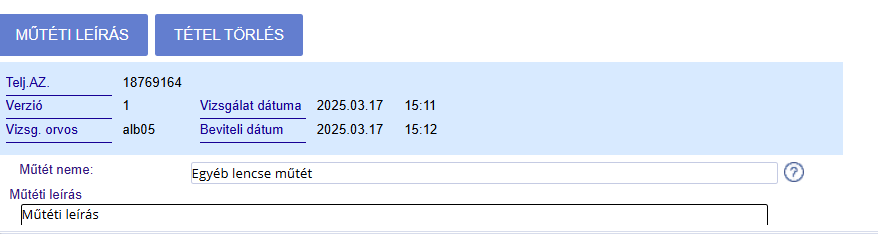 MŰTÉTI LEÍRÁS TÉTEL TÖRLÉS
Telj.AZ. 18769164
Verzió 1 Vizsgálat dátuma 2025.03.17 15:11
Vizsg. orvos alb05 Beviteli dátum 2025.03.17 15:12
Műtét neme: Egyéb lencse műtét ?
Műtéti leírás
Műtéti leírás